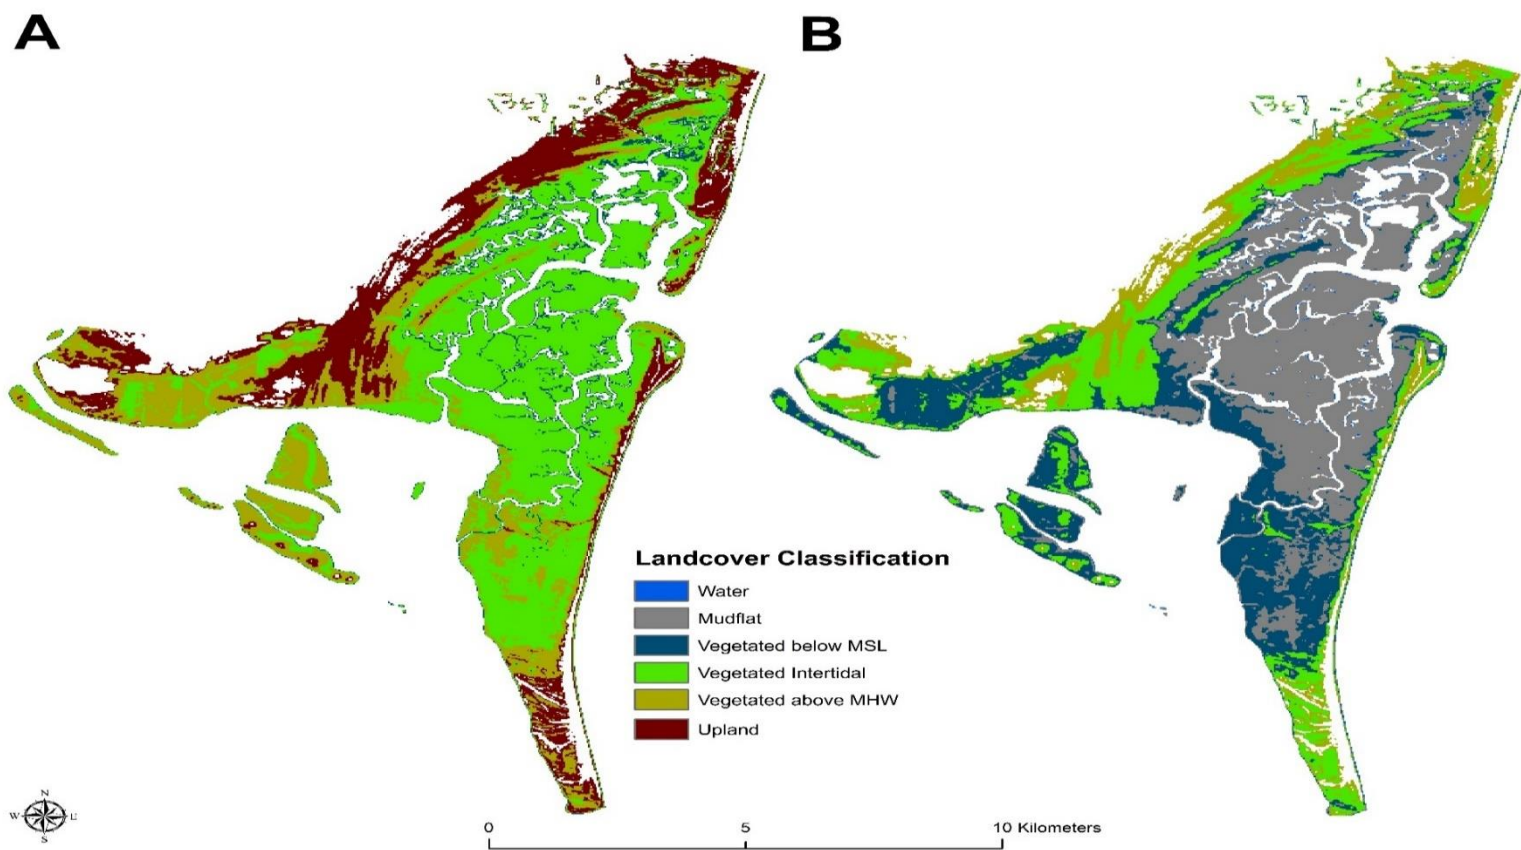 A
B
Landcover Classification
Water
Mudflat
Vegetated below MSL
Vegetated Intertidal
Vegetated above MHW
Upland
N
W E
S
0 5 10 Kilometers